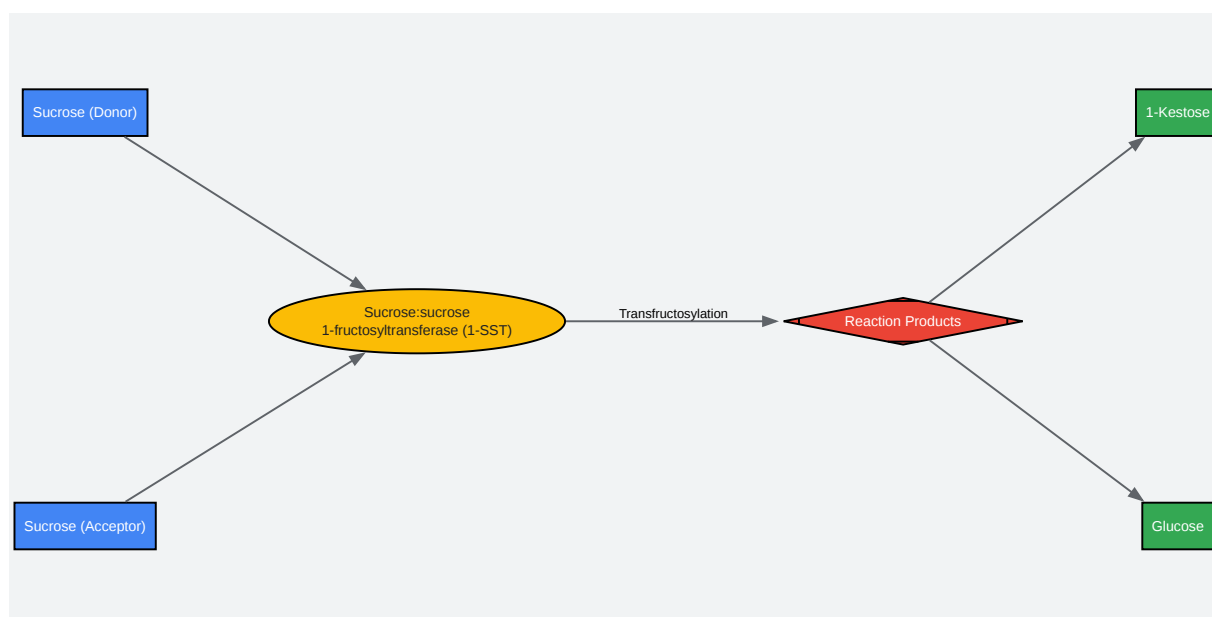 Sucrose (Donor)
1-Kestose
Sucrose:sucrose
1-fructosyltransferase (1-SST)
Transfructosylation
Reaction Products
Sucrose (Acceptor)
Glucose